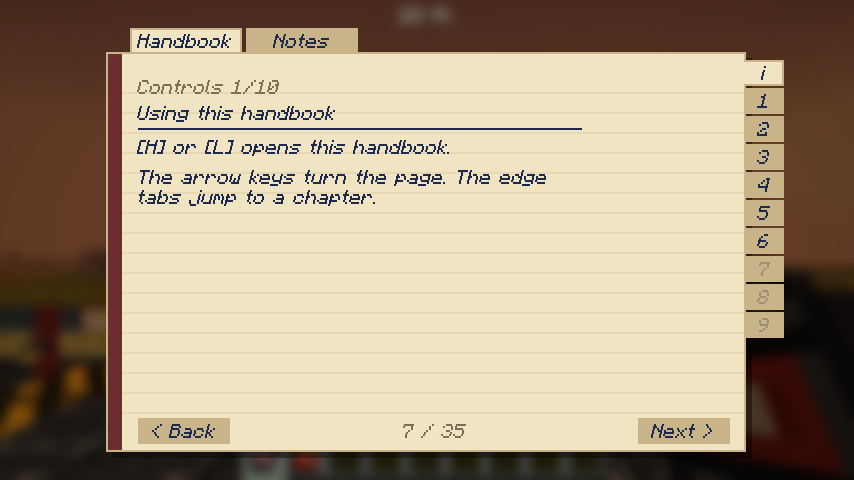 Handbook Notes
Controls 1/10
Using this handbook
[H] or [L] opens this handbook.
The arrow keys turn the page. The edge
tabs jump to a chapter.
i
1
2
3
4
5
6
7
8
9
< Back 7 / 35 Next >